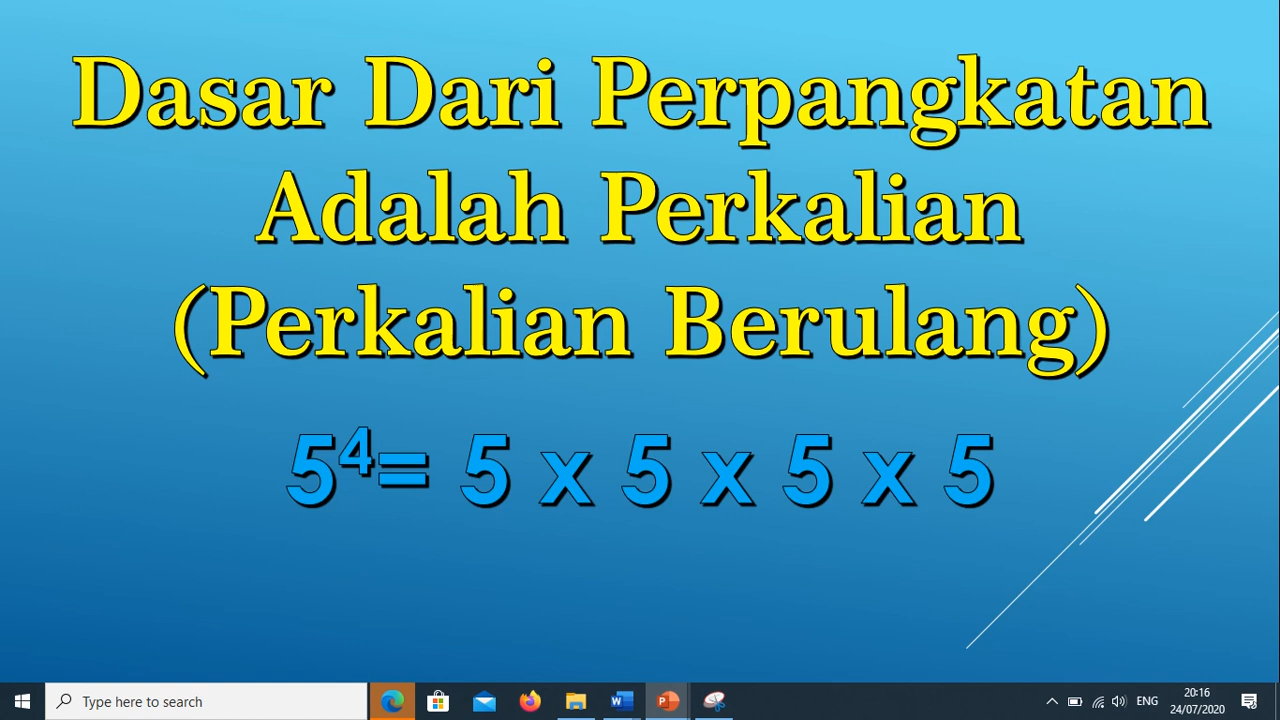 Dasar Dari Perpangkatan
Adalah Perkalian
(Perkalian Berulang)
5⁴= 5 x 5 x 5 x 5
Type here to search
ENG
20:16
24/07/2020